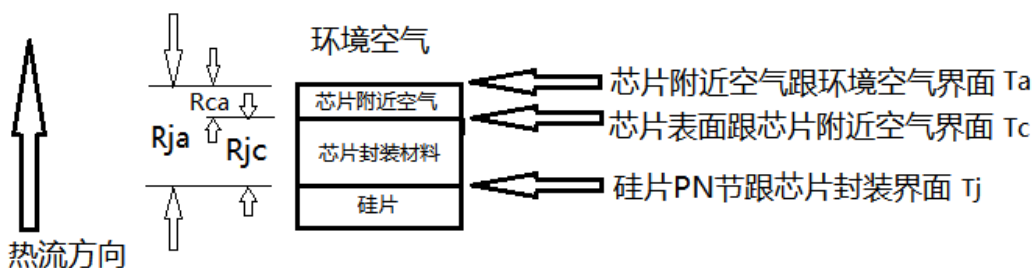 环境空气
芯片附近空气
芯片附近空气跟环境空气界面 Ta
Rca
芯片表面跟芯片附近空气界面 Tc
Rja
Rjc
芯片封装材料
硅片PN节跟芯片封装界面 Tj
硅片
热流方向